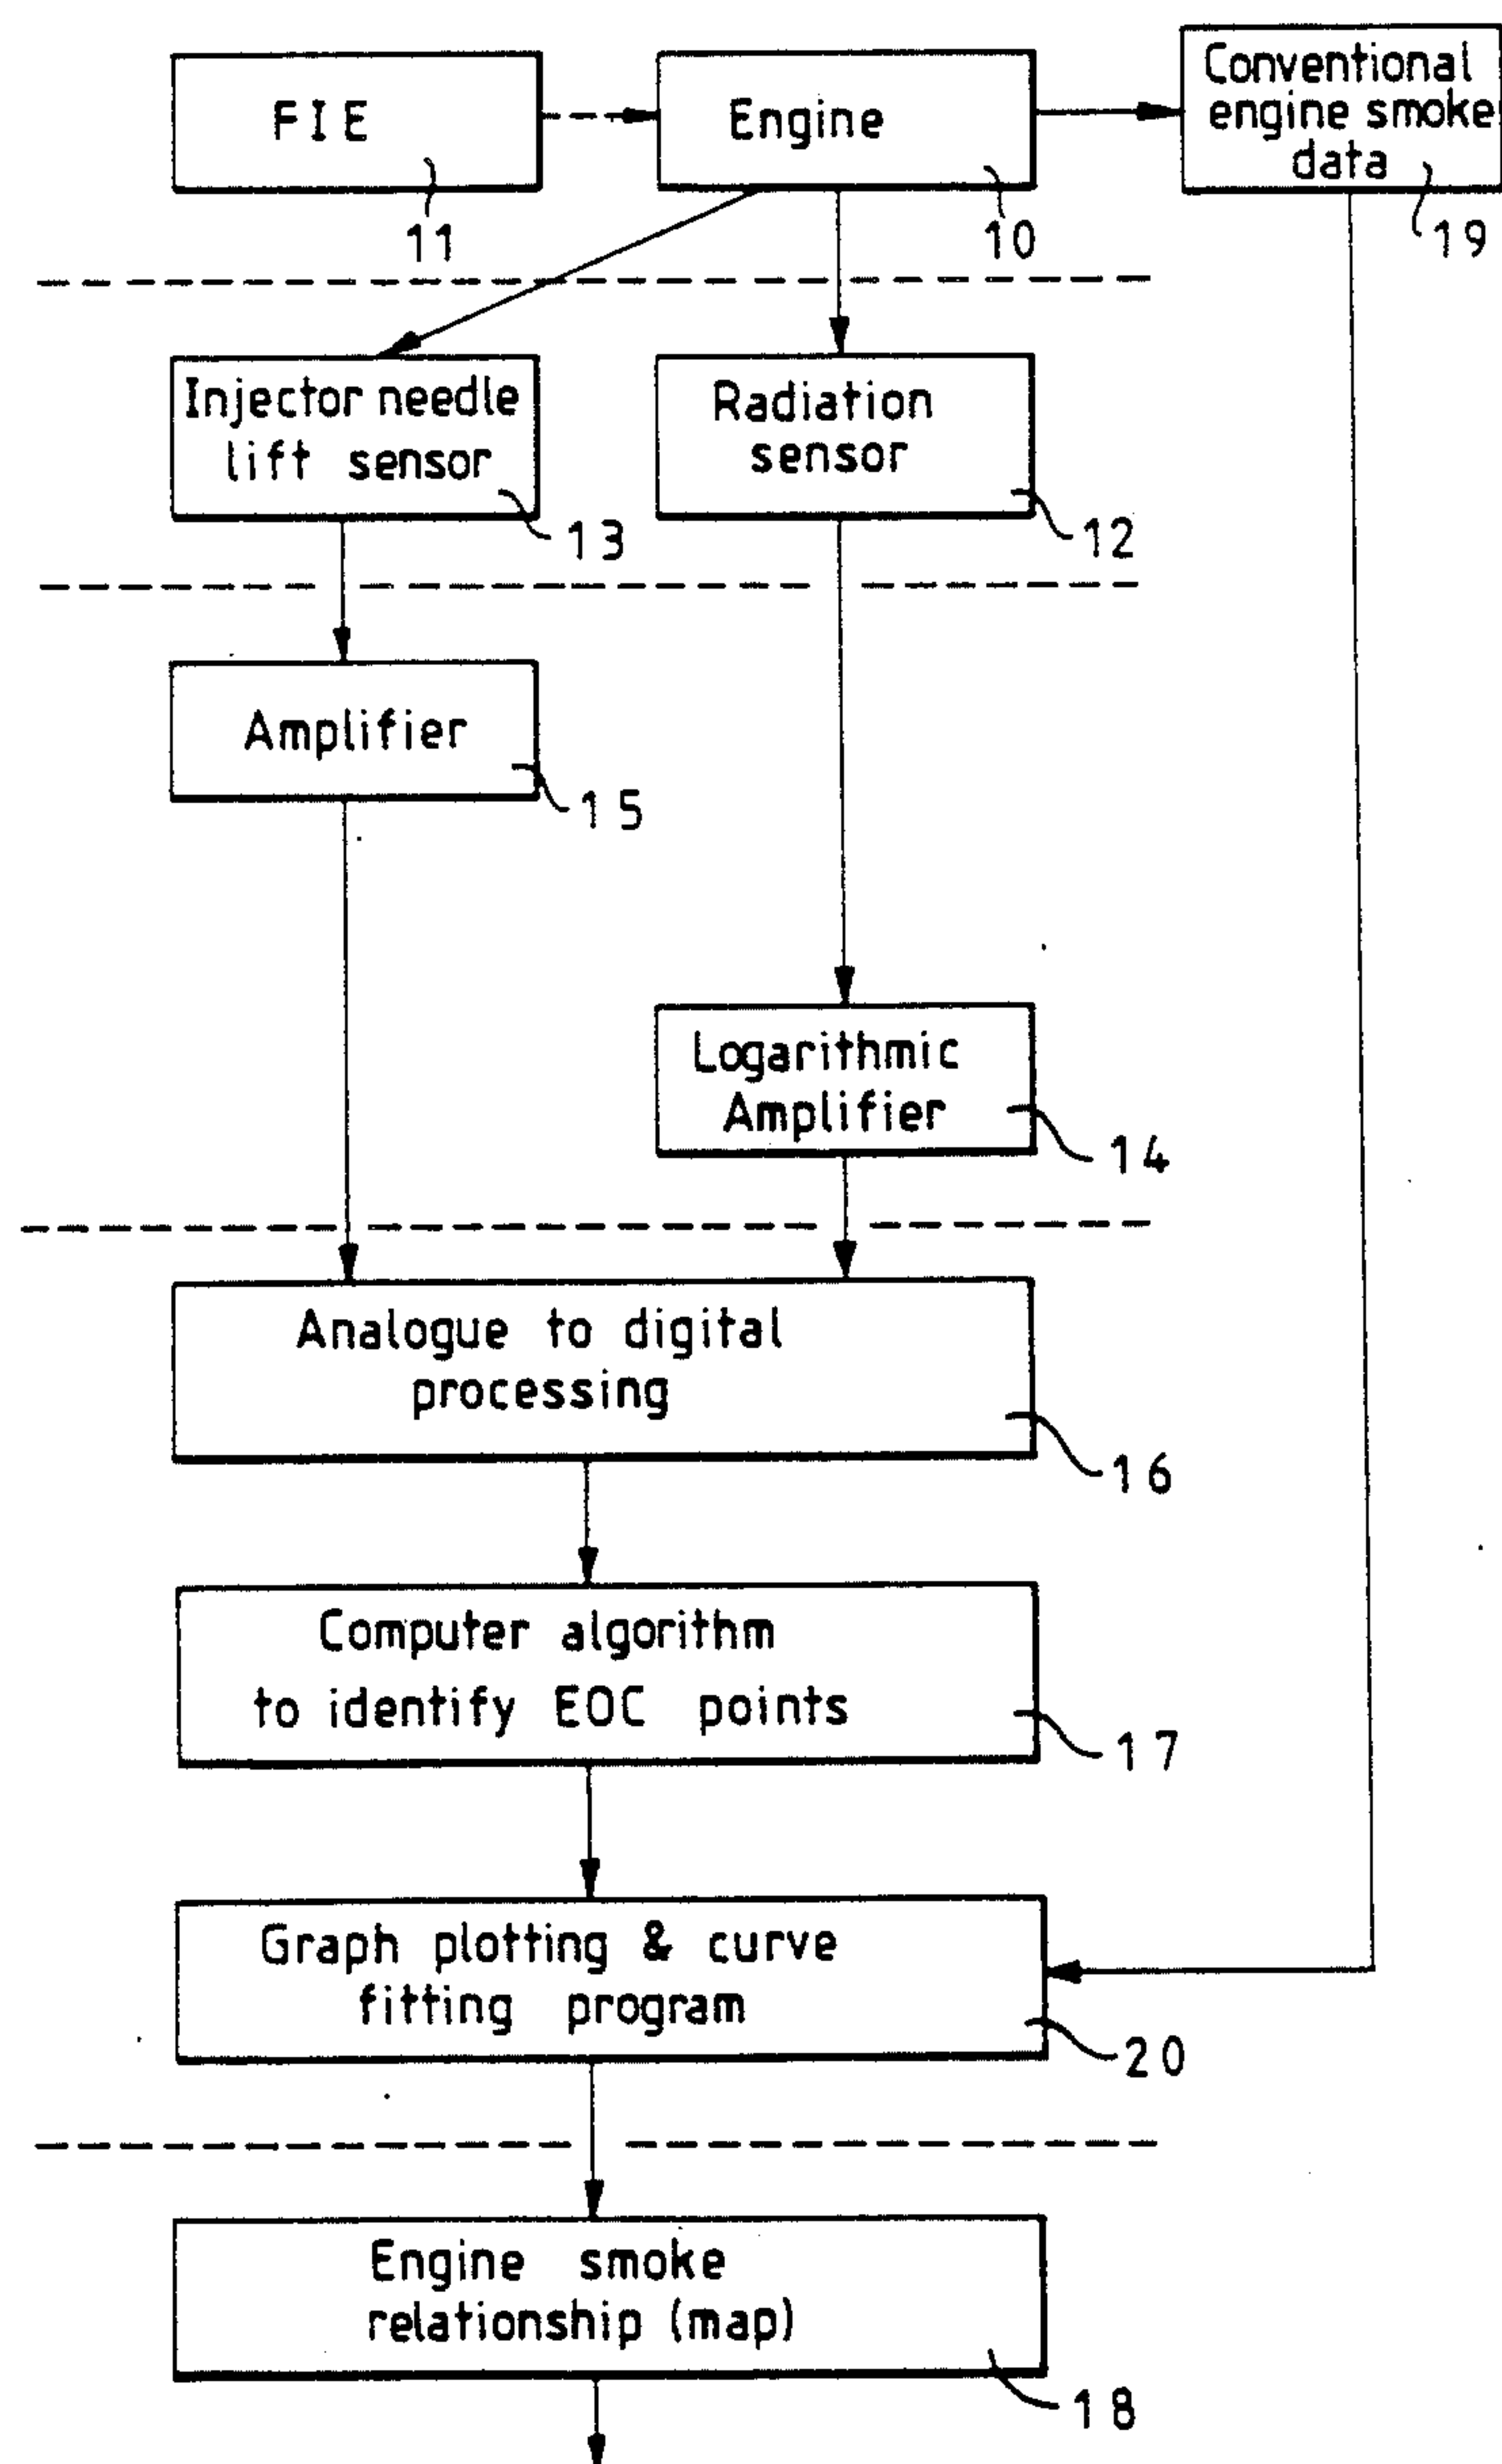 FIE
11
Engine
10
Conventional
engine smoke
data
19
Injector needle
lift sensor
13
Radiation
sensor
12
Amplifier
15
Logarithmic
Amplifier
14
Analogue to digital
processing
16
Computer algorithm
to identify EOC points
17
Graph plotting & curve
fitting program
20
Engine smoke
relationship (map)
18